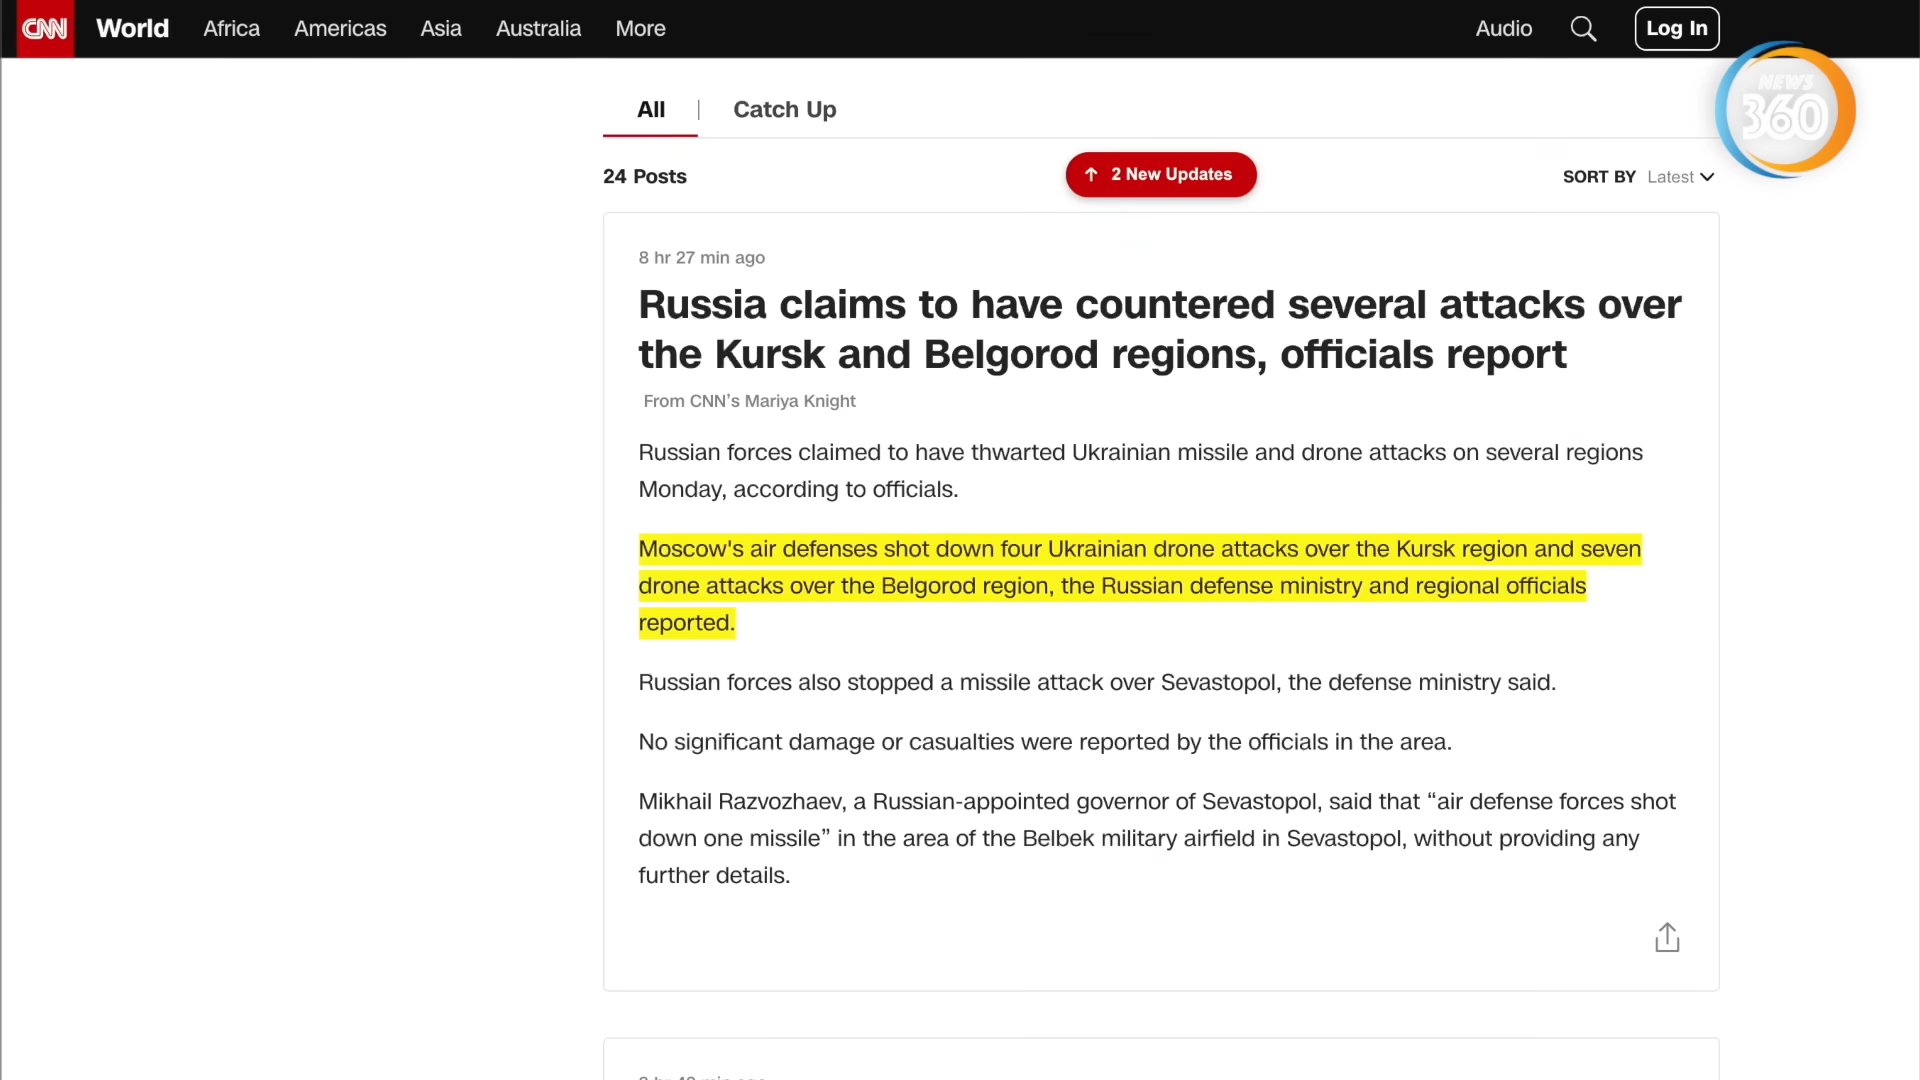 CNN World Africa Americas Asia Australia More Audio Log In
NEWS
360
All | Catch Up
24 Posts
2 New Updates
SORT BY Latest
8 hr 27 min ago
Russia claims to have countered several attacks over
the Kursk and Belgorod regions, officials report
From CNN’s Mariya Knight
Russian forces claimed to have thwarted Ukrainian missile and drone attacks on several regions
Monday, according to officials.
Moscow's air defenses shot down four Ukrainian drone attacks over the Kursk region and seven
drone attacks over the Belgorod region, the Russian defense ministry and regional officials
reported.
Russian forces also stopped a missile attack over Sevastopol, the defense ministry said.
No significant damage or casualties were reported by the officials in the area.
Mikhail Razvozhaev, a Russian-appointed governor of Sevastopol, said that “air defense forces shot
down one missile” in the area of the Belbek military airfield in Sevastopol, without providing any
further details.